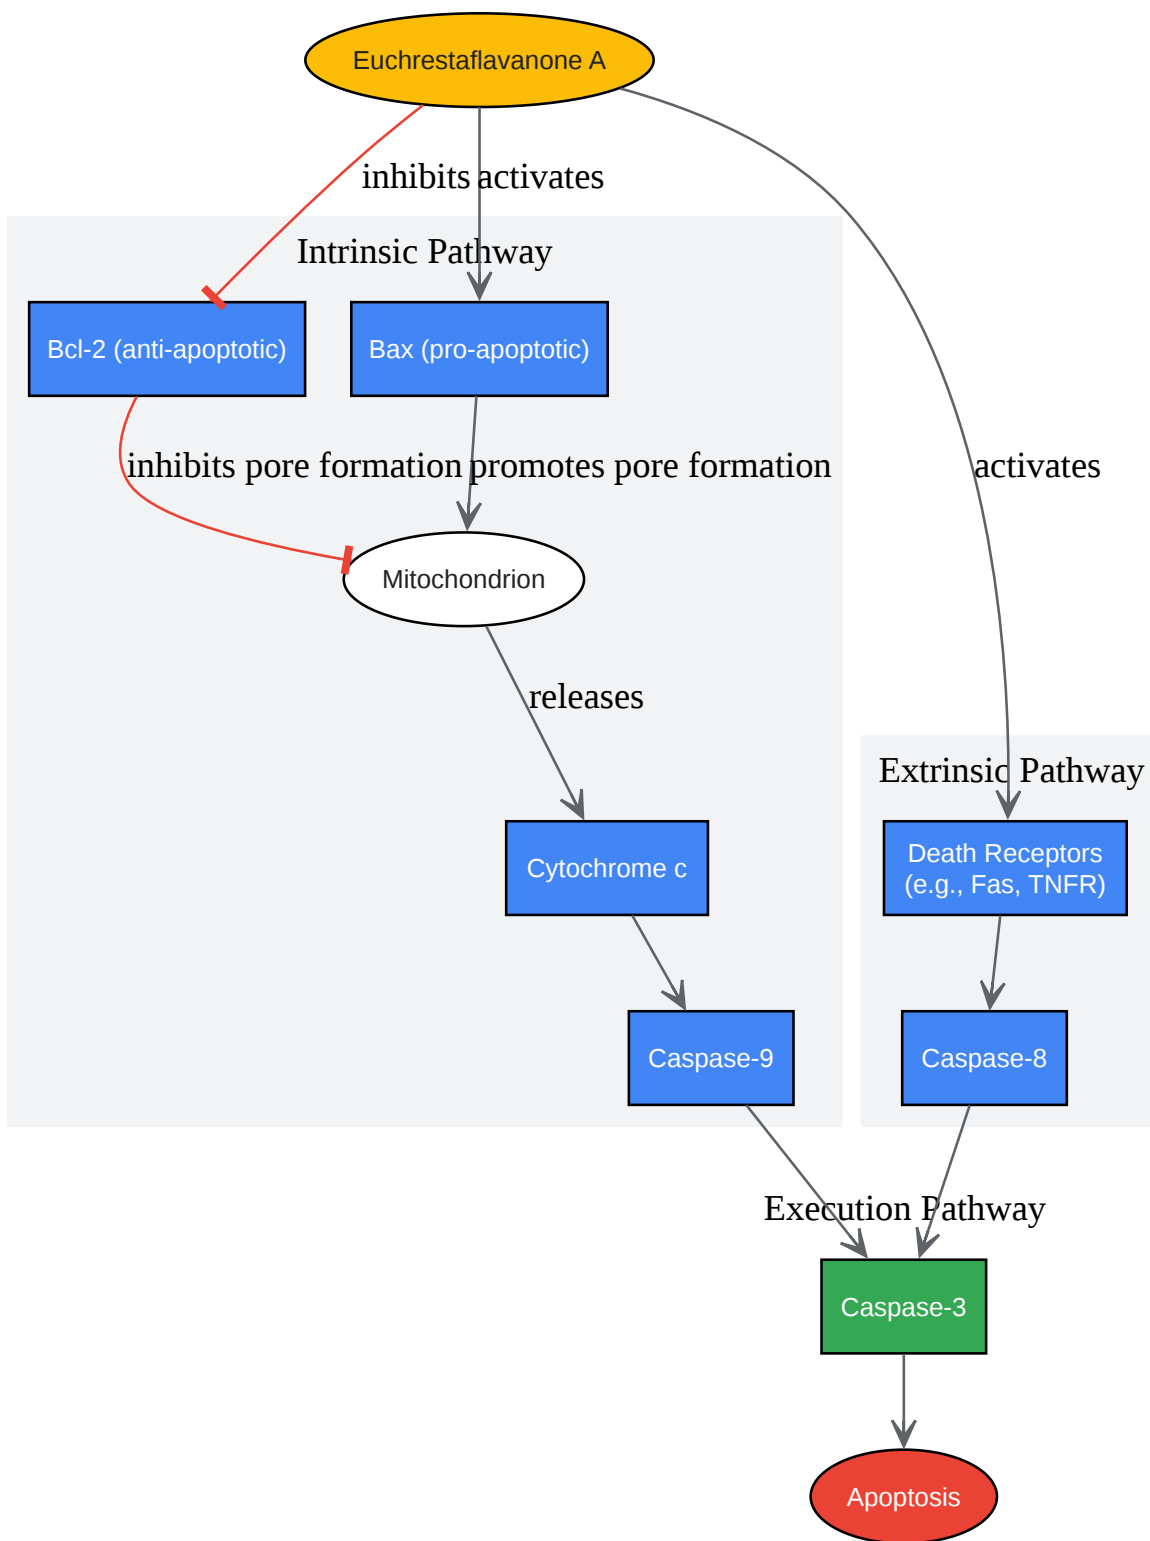 Euchrestaflavanone A
inhibits
activates
Intrinsic Pathway
Bcl-2 (anti-apoptotic)
Bax (pro-apoptotic)
inhibits pore formation
promotes pore formation
activates
Mitochondrion
releases
Extrinsic Pathway
Cytochrome c
Death Receptors
(e.g., Fas, TNFR)
Caspase-9
Caspase-8
Execution Pathway
Caspase-3
Apoptosis